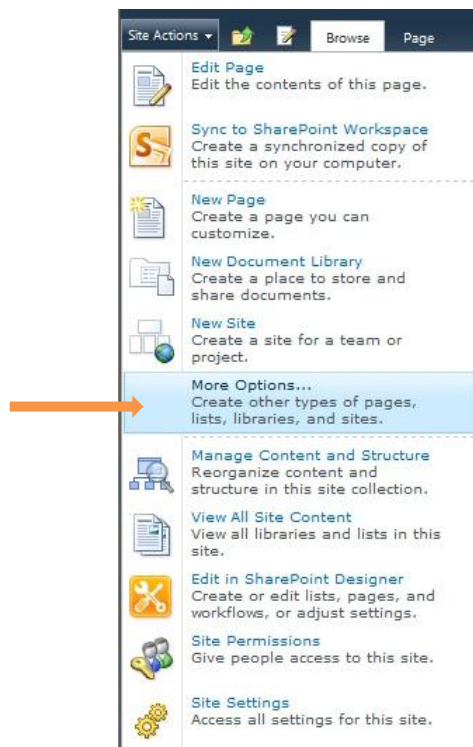 Site Actions Browse Page
Edit Page
Edit the contents of this page.
Sync to SharePoint Workspace
Create a synchronized copy of
this site on your computer.
New Page
Create a page you can
customize.
New Document Library
Create a place to store and
share documents.
New Site
Create a site for a team or
project.
More Options...
Create other types of pages,
lists, libraries, and sites.
Manage Content and Structure
Reorganize content and
structure in this site collection.
View All Site Content
View all libraries and lists in this
site.
Edit in SharePoint Designer
Create or edit lists, pages, and
workflows, or adjust settings.
Site Permissions
Give people access to this site.
Site Settings
Access all settings for this site.